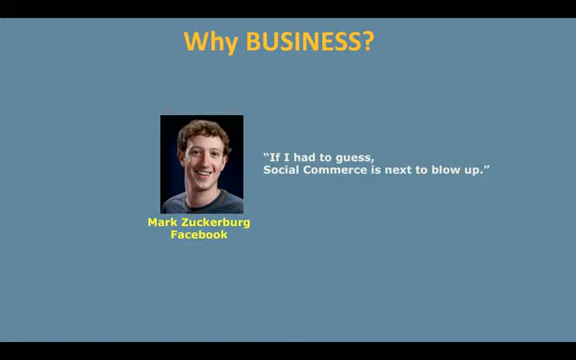 Why BUSINESS?
“If I had to guess,
Social Commerce is next to blow up.”
Mark Zuckerburg
Facebook